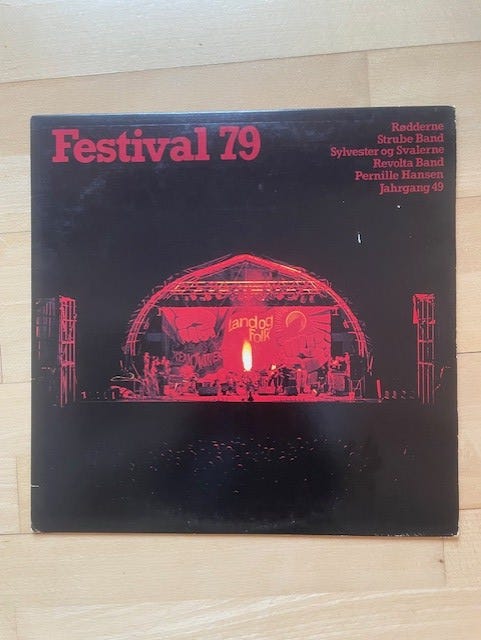 Festival 79
Rødderne
Strube Band
Sylvester og Svalerne
Revolta Band
Pernille Hansen
Jahrgang 49
land og
folk